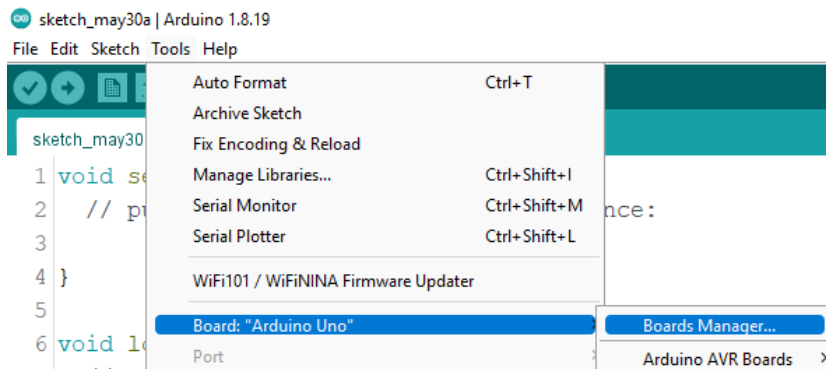 sketch_may30a | Arduino 1.8.19
File Edit Sketch Tools Help
Auto Format Ctrl+T
Archive Sketch
sketch_may30 Fix Encoding & Reload
1 void se Manage Libraries... Ctrl+Shift+I
2 // pu Serial Monitor Ctrl+Shift+M nce:
3 Serial Plotter Ctrl+Shift+L
4 } WiFi101 / WiFiNINA Firmware Updater
5 Board: "Arduino Uno" Boards Manager...
6 void lo Port Arduino AVR Boards